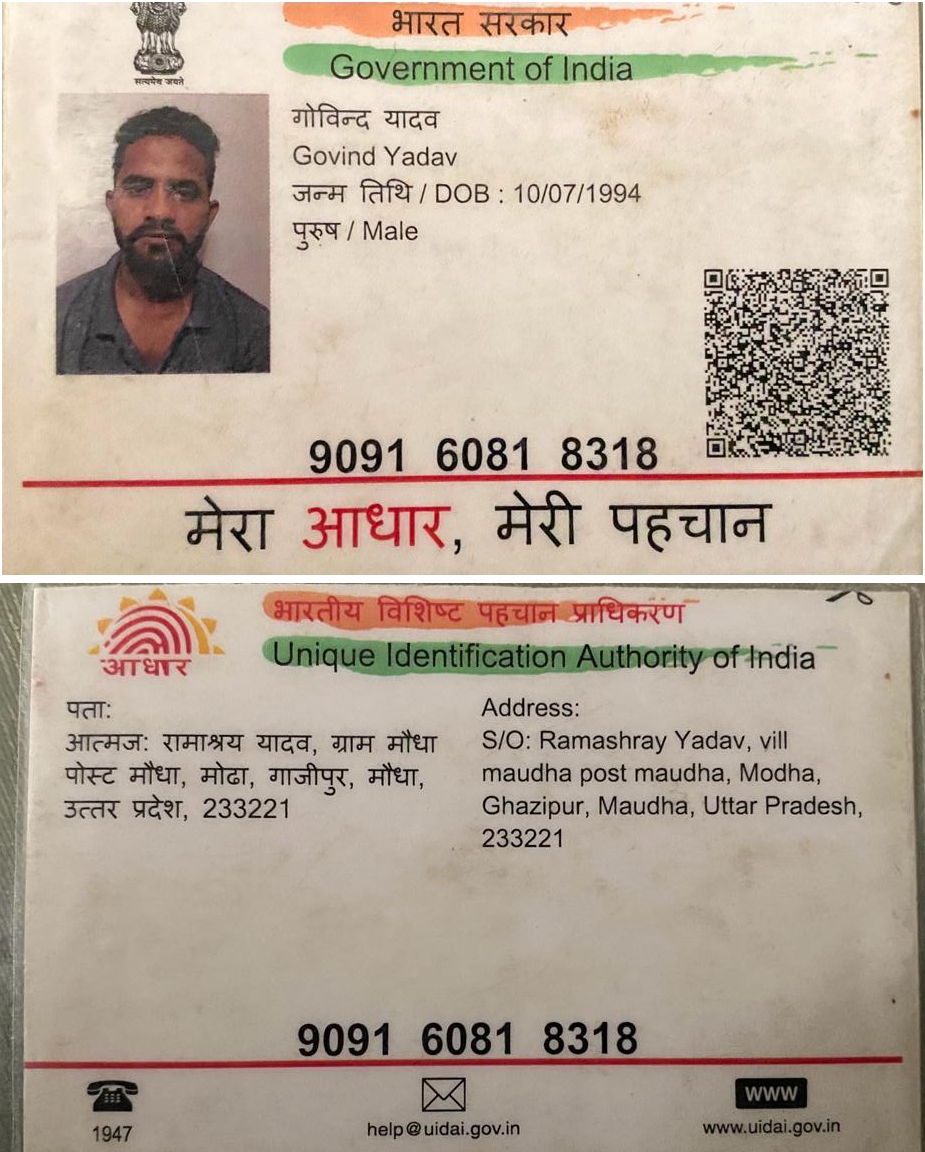 सत्यमेव जयते
भारत सरकार
Government of India
गोविन्द यादव
Govind Yadav
जन्म तिथि / DOB : 10/07/1994
पुरुष / Male
9091 6081 8318
मेरा आधार, मेरी पहचान
आधार
भारतीय विशिष्ट पहचान प्राधिकरण
Unique Identification Authority of India
पता:
आत्मज: रामाश्रय यादव, ग्राम मौधा
पोस्ट मौधा, मोढा, गाजीपुर, मौधा,
उत्तर प्रदेश, 233221
Address:
S/O: Ramashray Yadav, vill
maudha post maudha, Modha,
Ghazipur, Maudha, Uttar Pradesh,
233221
9091 6081 8318
1947
help@uidai.gov.in
WWW
www.uidai.gov.in